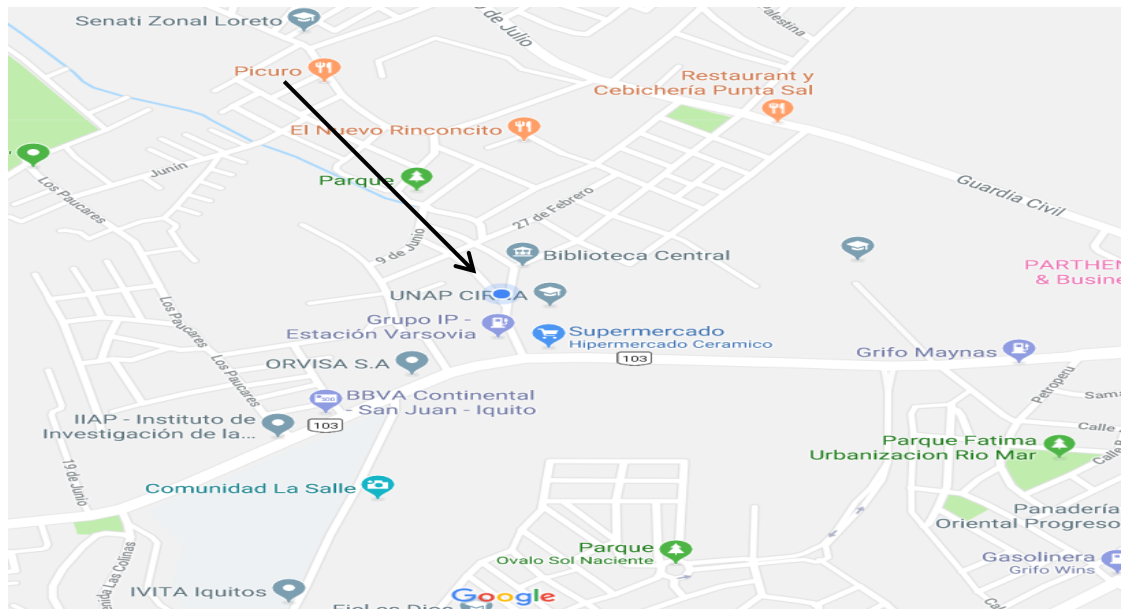 Senati Zonal Loreto
de Julio
Palestina
Picuro
Restaurant y
Cebichería Punta Sal
El Nuevo Rinconcito
Junín
Parque
Los Paucares
Guardia Civil
27 de Febrero
9 de Junio
Biblioteca Central
PARTHEN
& Busine
UNAP
Grupo IP -
Estación Varsovia
Supermercado
Hipermercado Ceramico
Los Paucares
ORVISA S.A
103
Grifo Maynas
Petroperu
Sama
BBVA Continental
- San Juan - Iquito
IIAP - Instituto de
Investigación de la...
103
Calle
Parque Fatima
Urbanizacion Rio Mar
19 de Junio
Comunidad La Salle
Panadería
Oriental Progreso
Parque
Ovalo Sol Naciente
Gasolinera
Grifo Wins
Las Colinas
IVITA Iquitos
Google